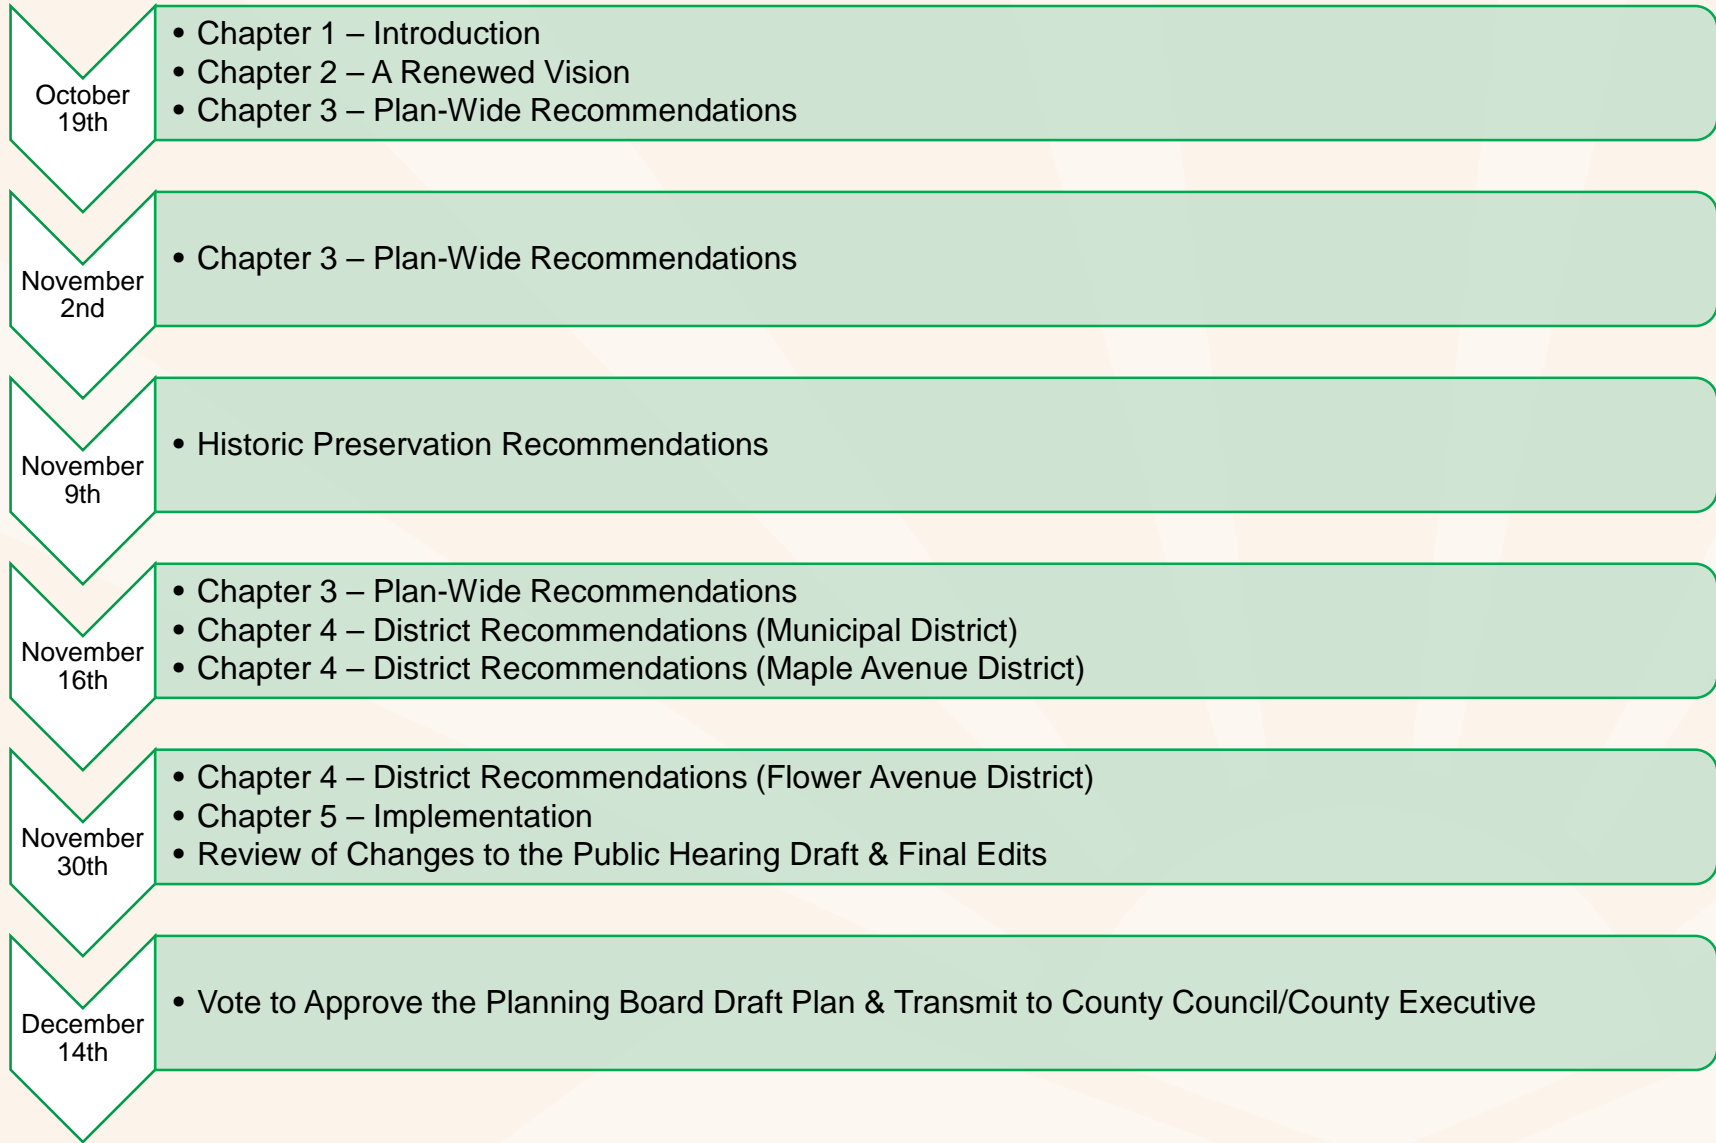 October
19th
• Chapter 1 – Introduction
• Chapter 2 – A Renewed Vision
• Chapter 3 – Plan-Wide Recommendations
November
2nd
• Chapter 3 – Plan-Wide Recommendations
November
9th
• Historic Preservation Recommendations
November
16th
• Chapter 3 – Plan-Wide Recommendations
• Chapter 4 – District Recommendations (Municipal District)
• Chapter 4 – District Recommendations (Maple Avenue District)
November
30th
• Chapter 4 – District Recommendations (Flower Avenue District)
• Chapter 5 – Implementation
• Review of Changes to the Public Hearing Draft & Final Edits
December
14th
• Vote to Approve the Planning Board Draft Plan & Transmit to County Council/County Executive